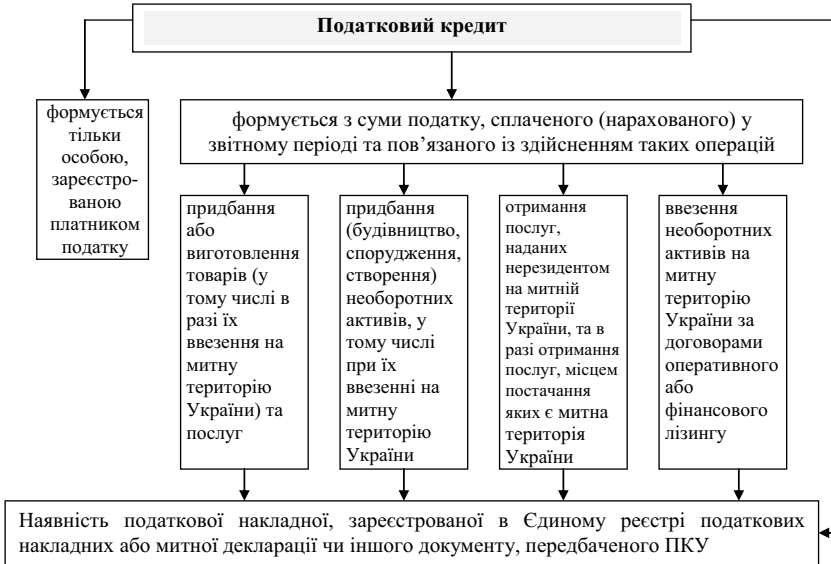 Податковий кредит
формується
тільки
особою,
зареєстро-
ваною
платником
податку
формується з суми податку, сплаченого (нарахованого) у
звітному періоді та пов’язаного із здійсненням таких операцій
придбання
або
виготовлення
товарів (у
тому числі в
разі їх
ввезення на
митну
територію
України) та
послуг
придбання
(будівництво,
спорудження,
створення)
необоротних
активів, у
тому числі
при їх
ввезенні на
митну
територію
України
отримання
послуг,
наданих
нерезидентом
на митній
території
України, та в
разі отримання
послуг, місцем
постачання
яких є митна
територія
України
ввезення
необоротних
активів на
митну
територію
України за
договорами
оперативного
або
фінансового
лізингу
Наявність податкової накладної, зареєстрованої в Єдиному реєстрі податкових
накладних або митної декларації чи іншого документу, передбаченого ПКУ